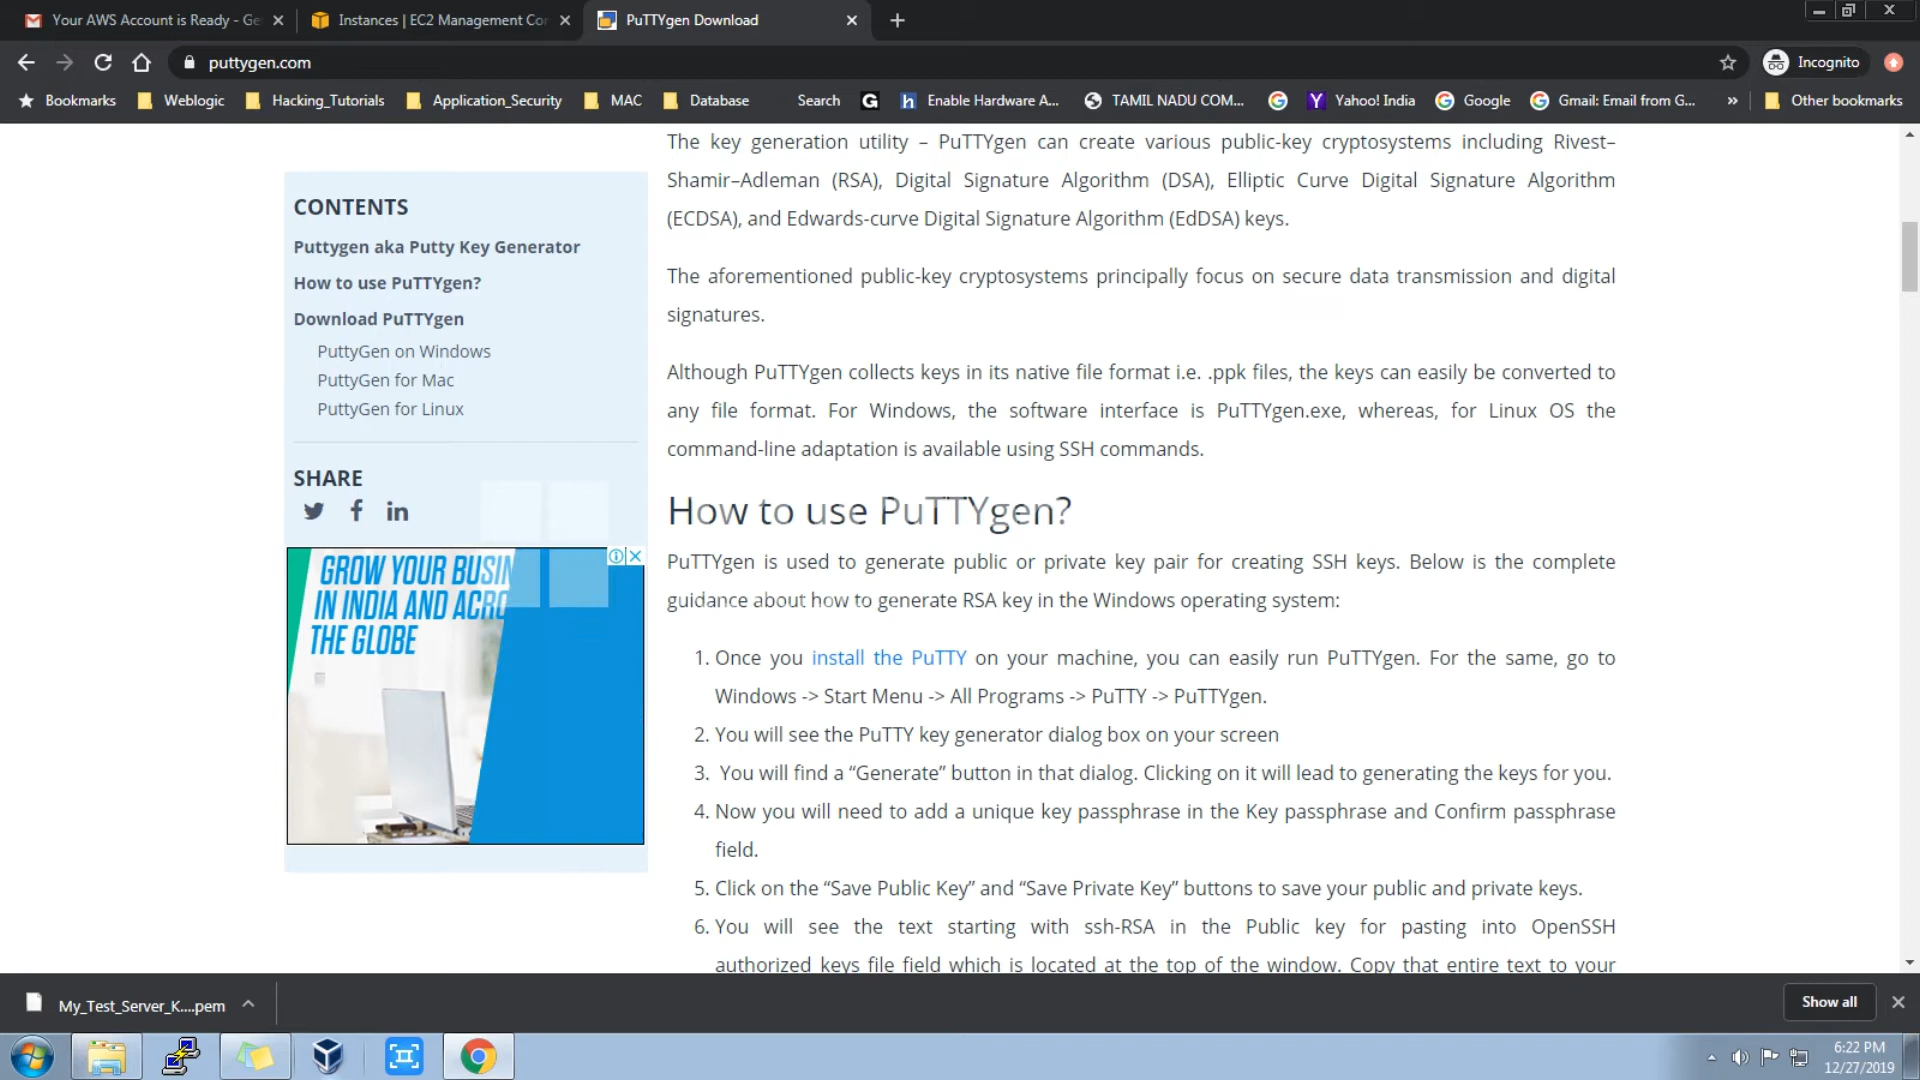 Your AWS Account is Ready - Ge
Instances | EC2 Management Cor
PuTTYgen Download
puttygen.com
Incognito
Bookmarks
Weblogic
Hacking_Tutorials
Application_Security
MAC
Database
Search
Enable Hardware A...
TAMIL NADU COM...
Yahoo! India
Google
Gmail: Email from G...
»
Other bookmarks
CONTENTS
Puttygen aka Putty Key Generator
How to use PuTTYgen?
Download PuTTYgen
PuttyGen on Windows
PuttyGen for Mac
PuttyGen for Linux
SHARE
GROW YOUR BUSIN
IN INDIA AND ACRO
THE GLOBE
The key generation utility – PuTTYgen can create various public-key cryptosystems including Rivest–
Shamir–Adleman (RSA), Digital Signature Algorithm (DSA), Elliptic Curve Digital Signature Algorithm
(ECDSA), and Edwards-curve Digital Signature Algorithm (EdDSA) keys.
The aforementioned public-key cryptosystems principally focus on secure data transmission and digital
signatures.
Although PuTTYgen collects keys in its native file format i.e. .ppk files, the keys can easily be converted to
any file format. For Windows, the software interface is PuTTYgen.exe, whereas, for Linux OS the
command-line adaptation is available using SSH commands.
How to use PuTTYgen?
PuTTYgen is used to generate public or private key pair for creating SSH keys. Below is the complete
guidance about how to generate RSA key in the Windows operating system:
1. Once you install the PuTTY on your machine, you can easily run PuTTYgen. For the same, go to
Windows -> Start Menu -> All Programs -> PuTTY -> PuTTYgen.
2. You will see the PuTTY key generator dialog box on your screen
3. You will find a “Generate” button in that dialog. Clicking on it will lead to generating the keys for you.
4. Now you will need to add a unique key passphrase in the Key passphrase and Confirm passphrase
field.
5. Click on the “Save Public Key” and “Save Private Key” buttons to save your public and private keys.
6. You will see the text starting with ssh-RSA in the Public key for pasting into OpenSSH
authorized keys file field which is located at the top of the window. Copy that entire text to your
My_Test_Server_K....pem
Show all
6:22 PM
12/27/2019